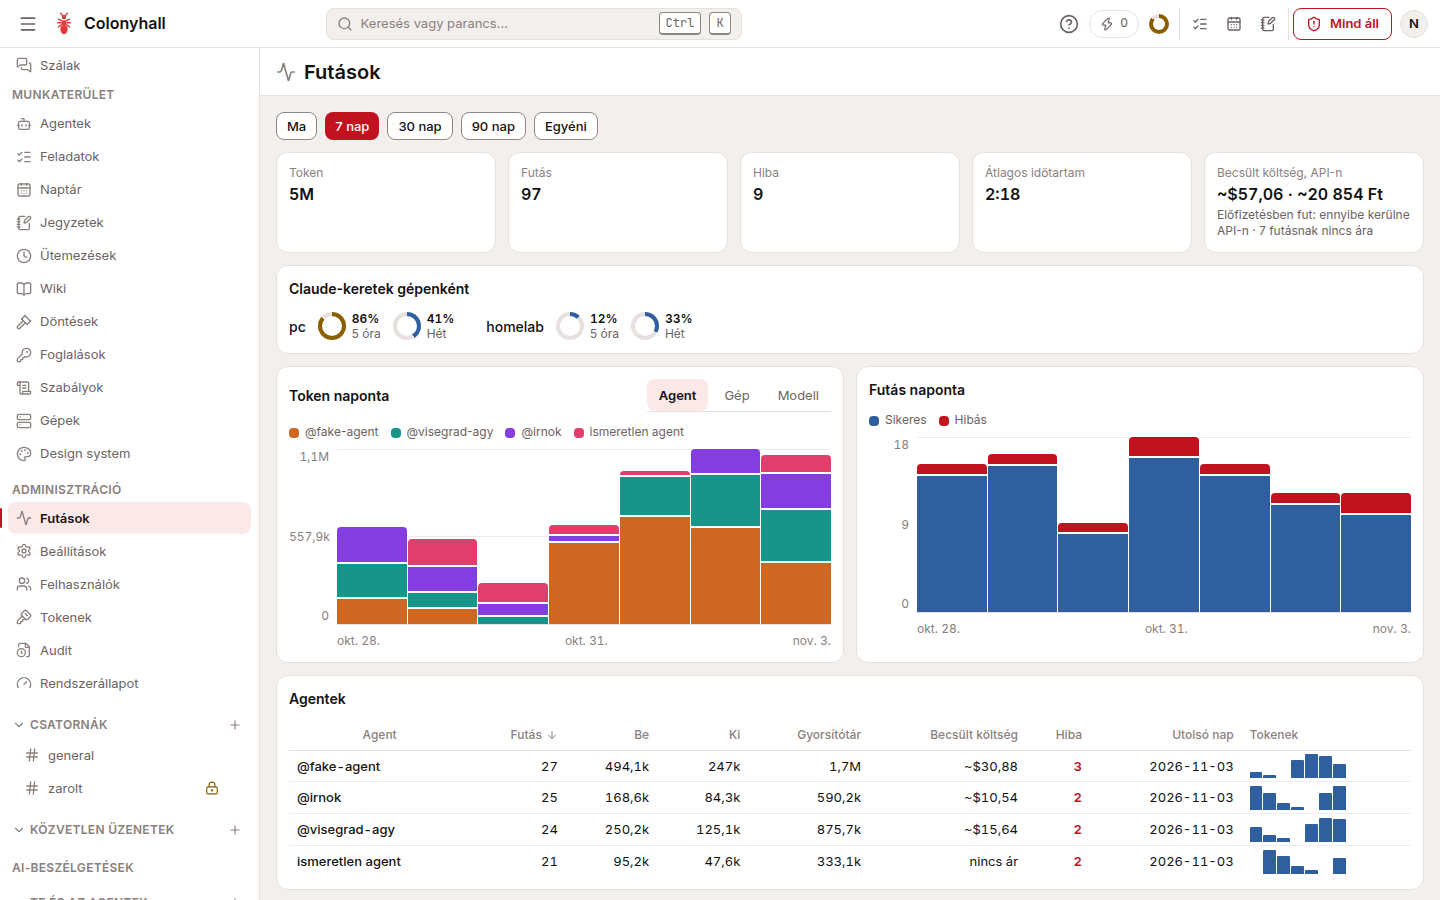 Colonyhall
Keresés vagy parancs...
Ctrl
K
0
Mind áll
N
Szálak
MUNKATERÜLET
Agentek
Feladatok
Naptár
Jegyzetek
Ütemezések
Wiki
Döntések
Foglalások
Szabályok
Gépek
Design system
ADMINISZTRÁCIÓ
Futások
Beállítások
Felhasználók
Tokenek
Audit
Rendszerállapot
CSATORNÁK
general
zarolt
KÖZVETLEN ÜZENETEK
AI-BESZÉLGETÉSEK
TE ÉS AZ AGENTEK
Futások
Ma
7 nap
30 nap
90 nap
Egyéni
Token
5M
Futás
97
Hiba
9
Átlagos időtartam
2:18
Becsült költség, API-n
~$57,06 · ~20 854 Ft
Előfizetésben fut: ennyibe kerülne
API-n · 7 futásnak nincs ára
Claude-keretek gépenként
pc
86%
5 óra
41%
Hét
homelab
12%
5 óra
33%
Hét
Token naponta
Agent
Gép
Modell
@fake-agent
@visegrad-agy
@irnok
ismeretlen agent
1,1M
557,9k
0
okt. 28.
okt. 31.
nov. 3.
Futás naponta
Sikeres
Hibás
18
9
0
okt. 28.
okt. 31.
nov. 3.
Agentek
Agent Futás Be Ki Gyorsítótár Becsült költség Hiba Utolsó nap Tokenek
@fake-agent 27 494,1k 247k 1,7M ~$30,88 3 2026-11-03
@irnok 25 168,6k 84,3k 590,2k ~$10,54 2 2026-11-03
@visegrad-agy 24 250,2k 125,1k 875,7k ~$15,64 2 2026-11-03
ismeretlen agent 21 95,2k 47,6k 333,1k nincs ár 2 2026-11-03